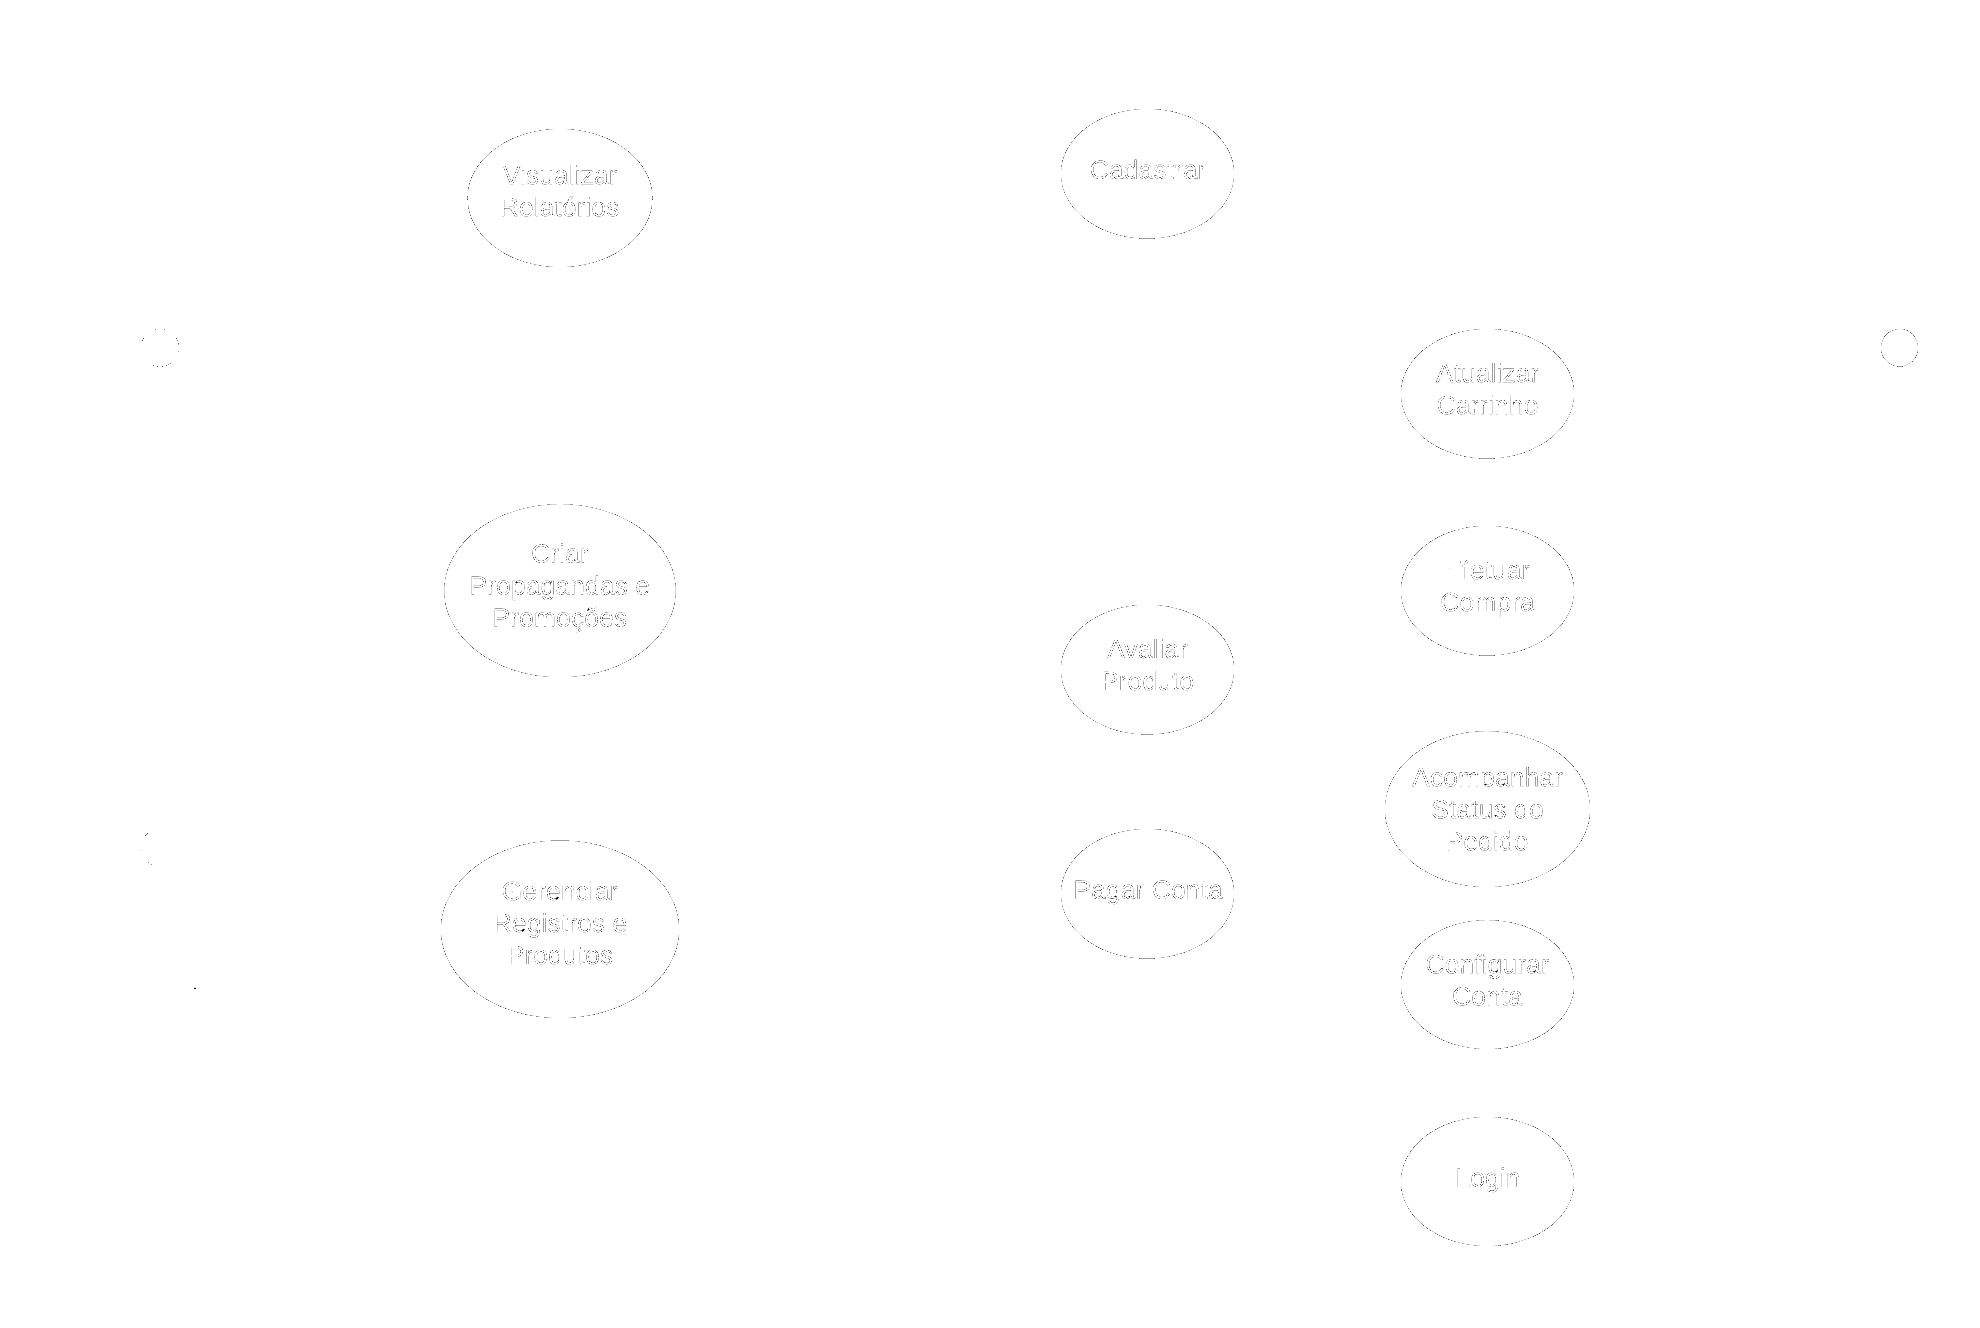 Visualizar
Relatórios
Cadastrar
Atualizar
Carrinho
Criar
Propagandas e
Promoções
Efetuar
Compra
Avaliar
Produto
Acompanhar
Status do
Pedido
Gerenciar
Registros e
Produtos
Pagar Conta
Configurar
Conta
Login